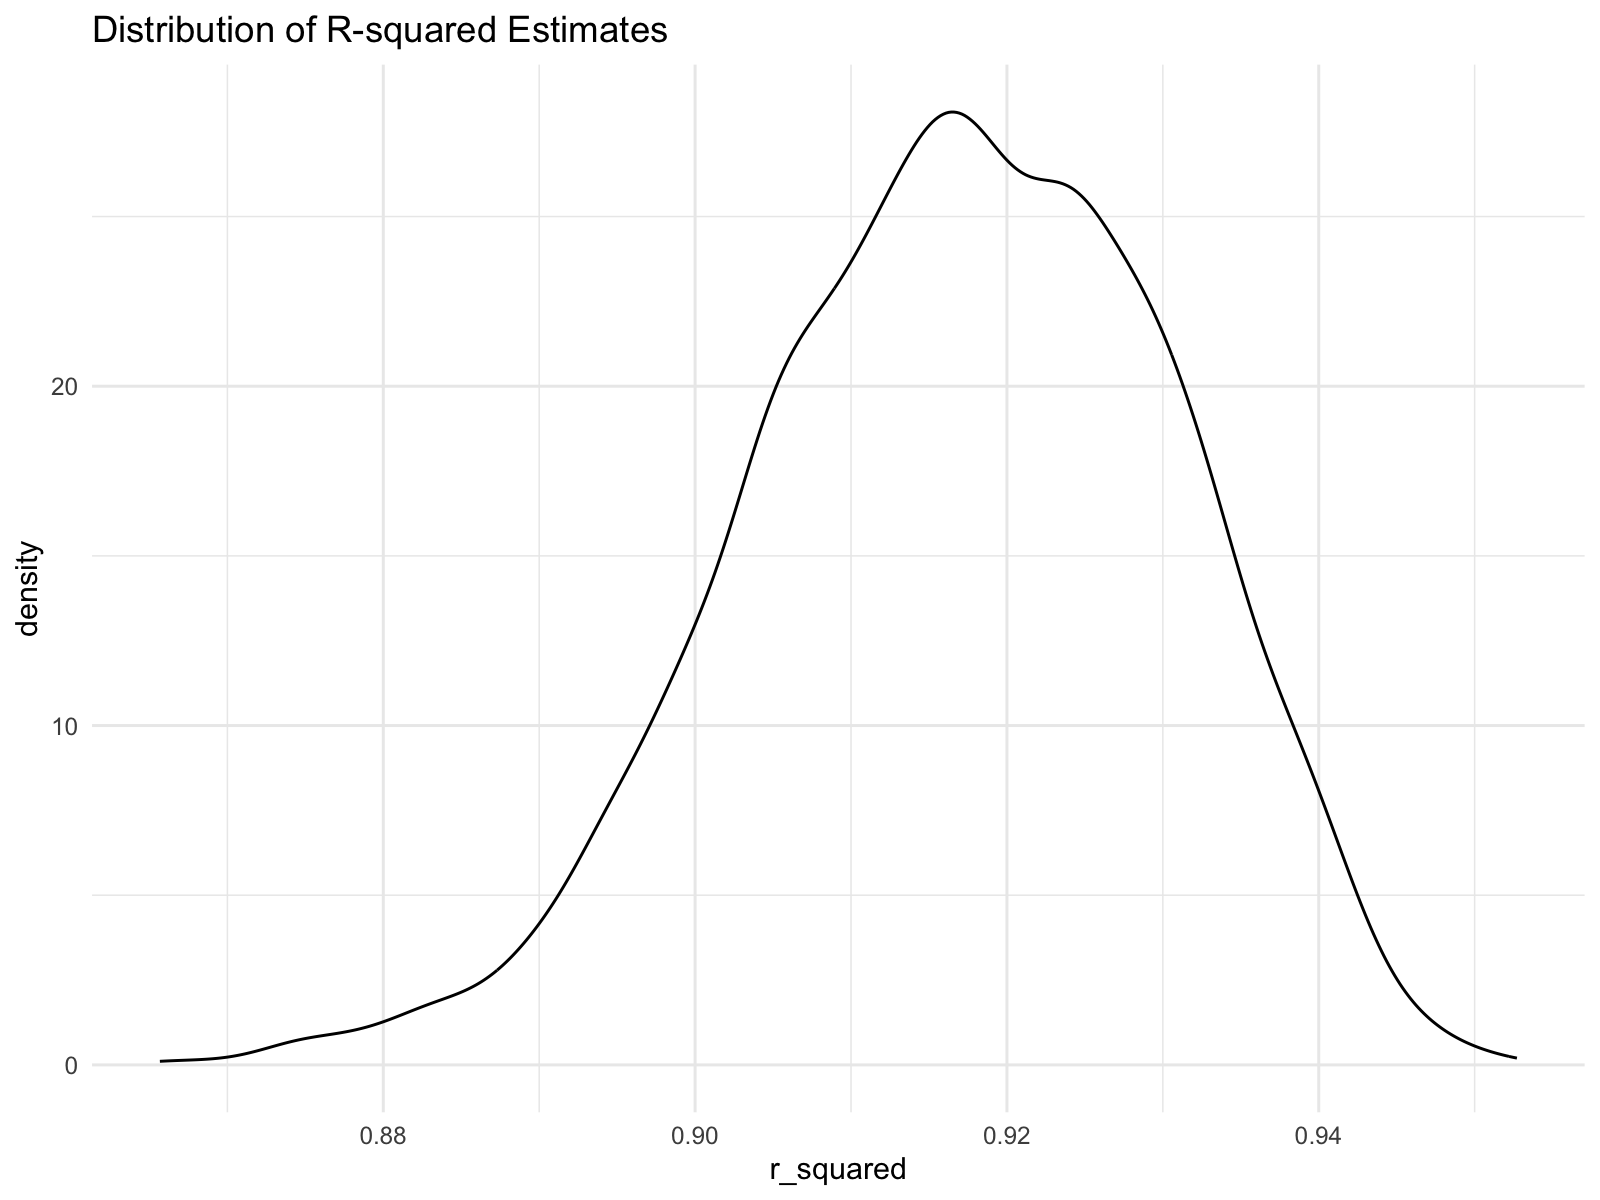 Distribution of R-squared Estimates
density
20
10
0
0.88 0.90 0.92 0.94
r_squared